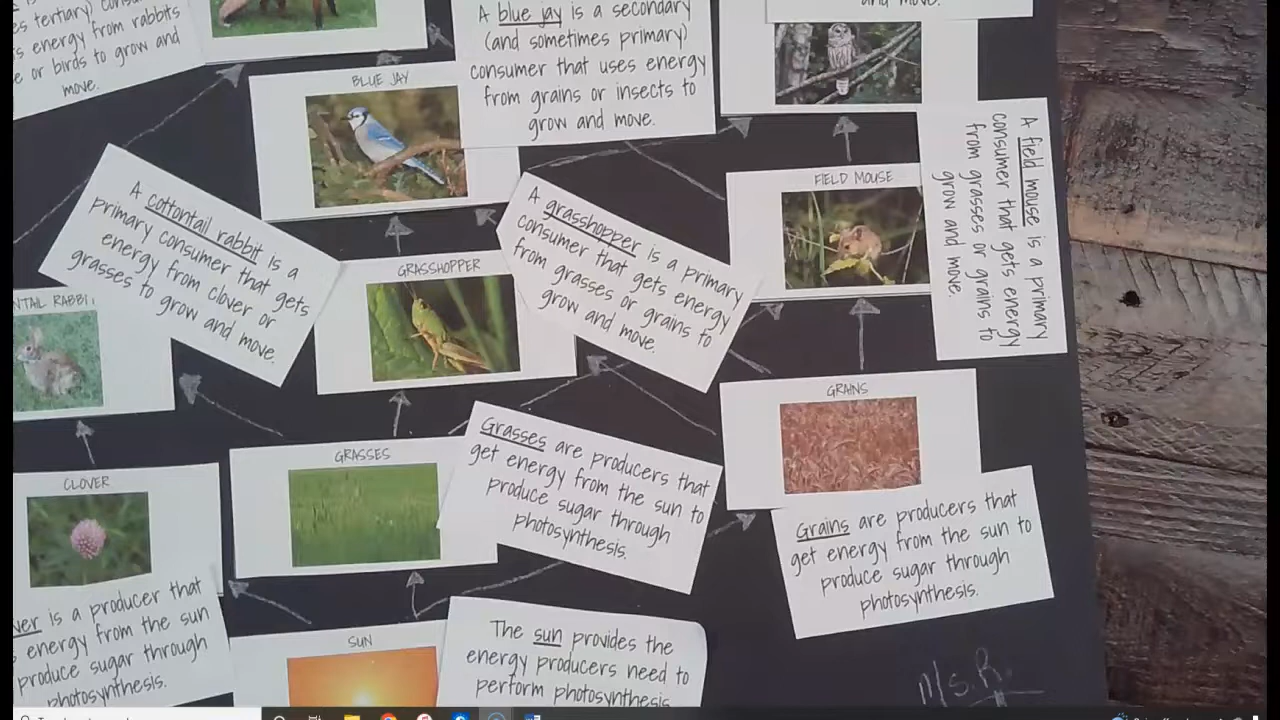 es tertiary) consu
s energy from rabbits
e or birds to grow and
move.
A blue jay is a secondary
(and sometimes primary)
consumer that uses energy
from grains or insects to
grow and move.
and move.
BLUE JAY
A cottontail rabbit is a
primary consumer that gets
energy from clover or
grasses to grow and move.
A grasshopper is a primary
consumer that gets energy
from grasses or grains to
grow and move.
FIELD MOUSE
A field mouse is a primary
consumer that gets energy
from grasses or grains to
grow and move.
NTAIL RABBI
GRASSHOPPER
GRAINS
CLOVER
GRASSES
Grasses are producers that
get energy from the sun to
produce sugar through
photosynthesis.
Grains are producers that
get energy from the sun to
produce sugar through
photosynthesis.
ver is a producer that
energy from the sun
produce sugar through
photosynthesis.
SUN
The sun provides the
energy producers need to
perform photosynthesis
Ms. R.